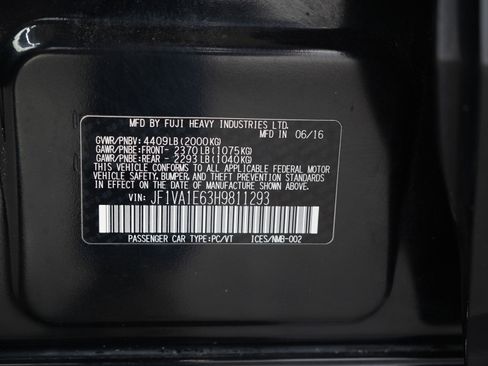 MFD BY FUJI HEAVY INDUSTRIES LTD.
MFD IN 06/16
GVWR/PNBV: 4409LB(2000KG)
GAWR/PNBE:FRONT- 2370LB(1075KG)
GAWR/PNBE:REAR - 2293LB(1040KG)
THIS VEHICLE CONFORMS TO ALL APPLICABLE FEDERAL MOTOR
VEHICLE SAFETY, BUMPER, AND THEFT PREVENTION STANDARDS
IN EFFECT ON THE DATE OF MANUFACTURE SHOWN ABOVE.
VIN: JF1VA1E63H9811293
PASSENGER CAR TYPE:PC/VT ICES/NMB-002